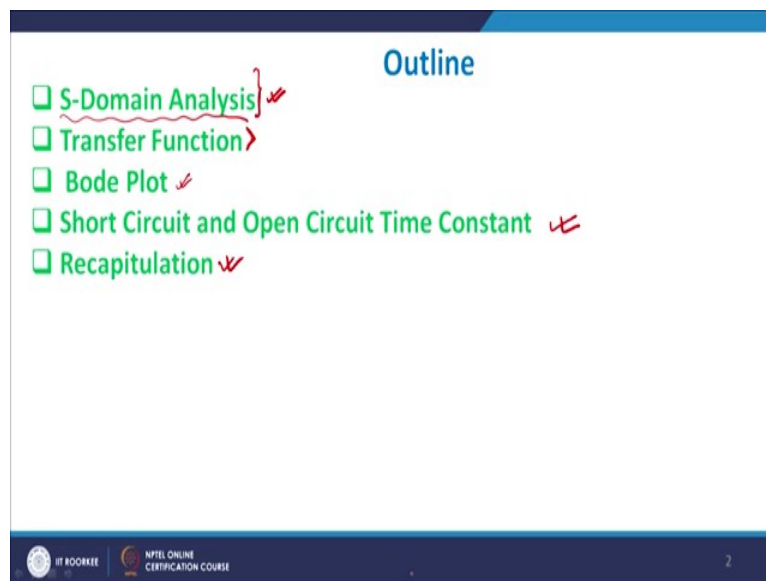 Outline
S-Domain Analysis
Transfer Function
Bode Plot
Short Circuit and Open Circuit Time Constant
Recapitulation
IIT ROORKEE
NPTEL ONLINE
CERTIFICATION COURSE
2